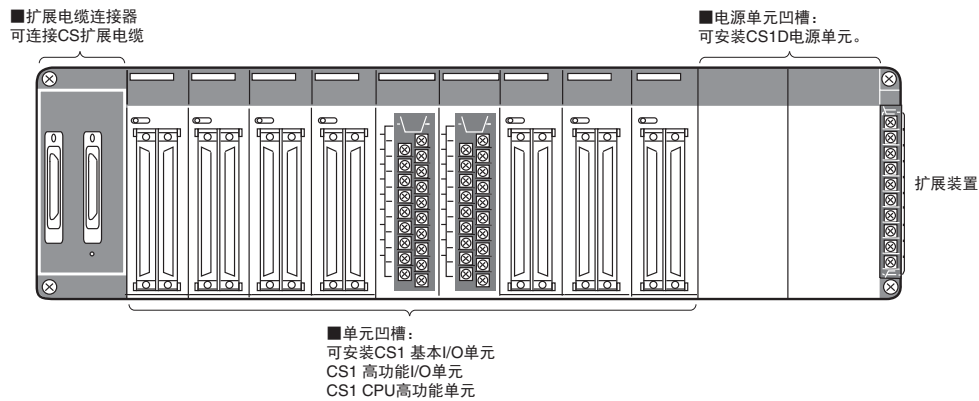 ■扩展电缆连接器
可连接CS扩展电缆
■电源单元凹槽：
可安装CS1D电源单元。
扩展装置
■单元凹槽：
可安装CS1 基本I/O单元
CS1 高功能I/O单元
CS1 CPU高功能单元